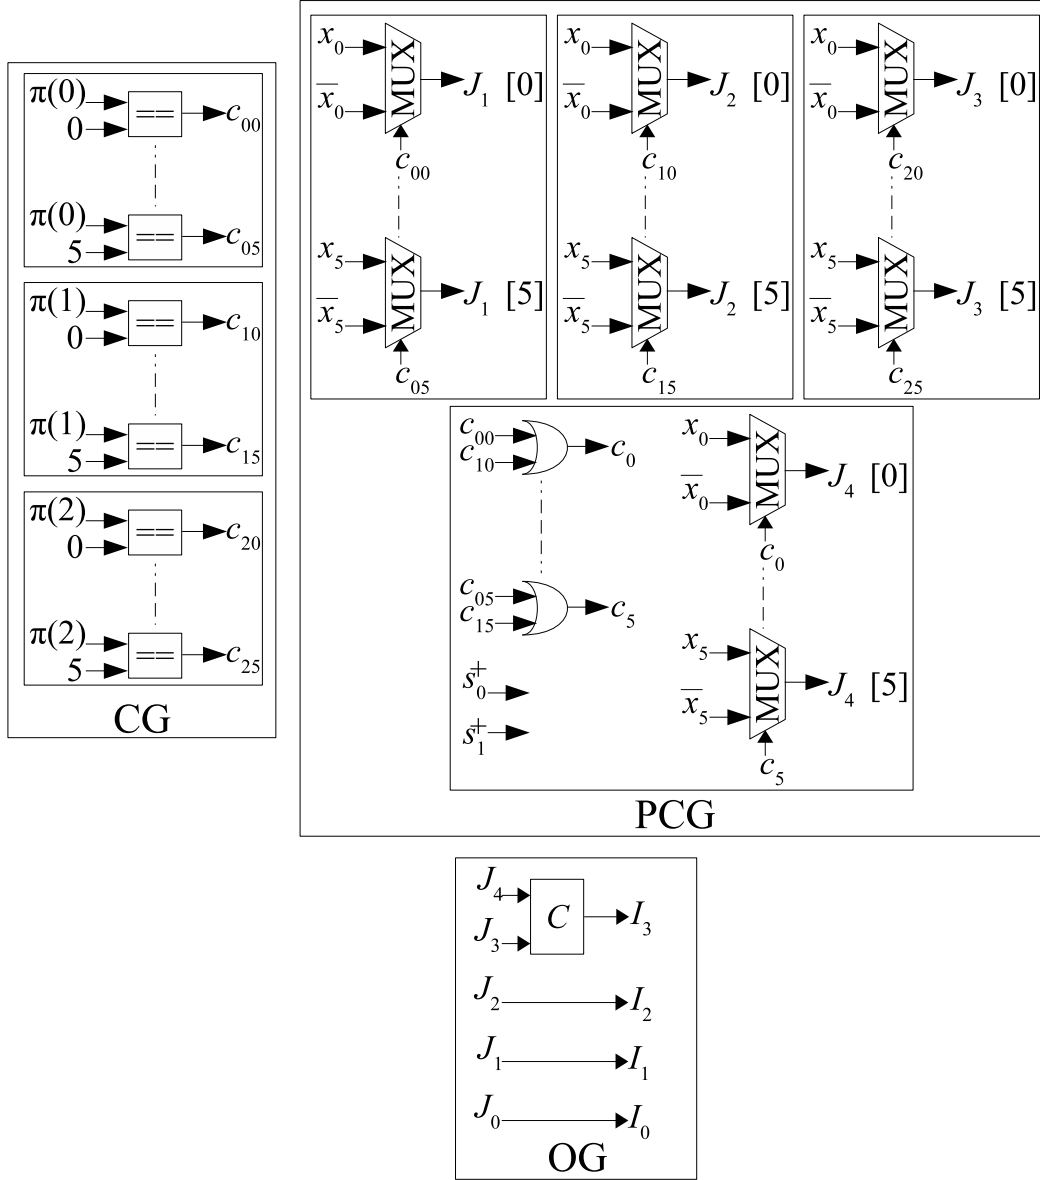 π(0)
0
==
c00
π(0)
5
==
c05
π(1)
0
==
c10
π(1)
5
==
c15
π(2)
0
==
c20
π(2)
5
==
c25
CG
x0
x̅0
MUX
J1 [0]
c00
x5
x̅5
MUX
J1 [5]
c05
x0
x̅0
MUX
J2 [0]
c10
x5
x̅5
MUX
J2 [5]
c15
x0
x̅0
MUX
J3 [0]
c20
x5
x̅5
MUX
J3 [5]
c25
c00
c10
c0
c05
c15
c5
s0+
s1+
x0
x̅0
MUX
J4 [0]
c0
x5
x̅5
MUX
J4 [5]
c5
PCG
J4
J3
C
I3
J2
I2
J1
I1
J0
I0
OG